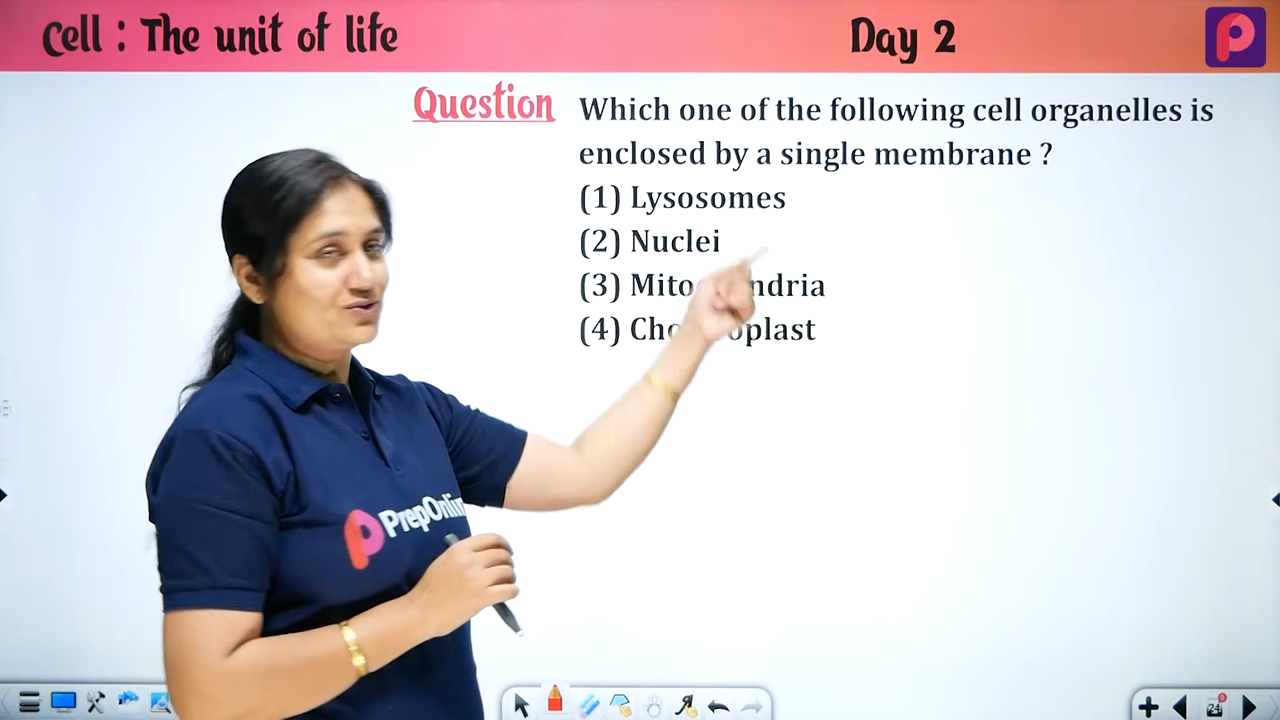 Cell : The unit of life
Day 2
Question
Which one of the following cell organelles is
enclosed by a single membrane ?
(1) Lysosomes
(2) Nuclei
(3)
(4)
24